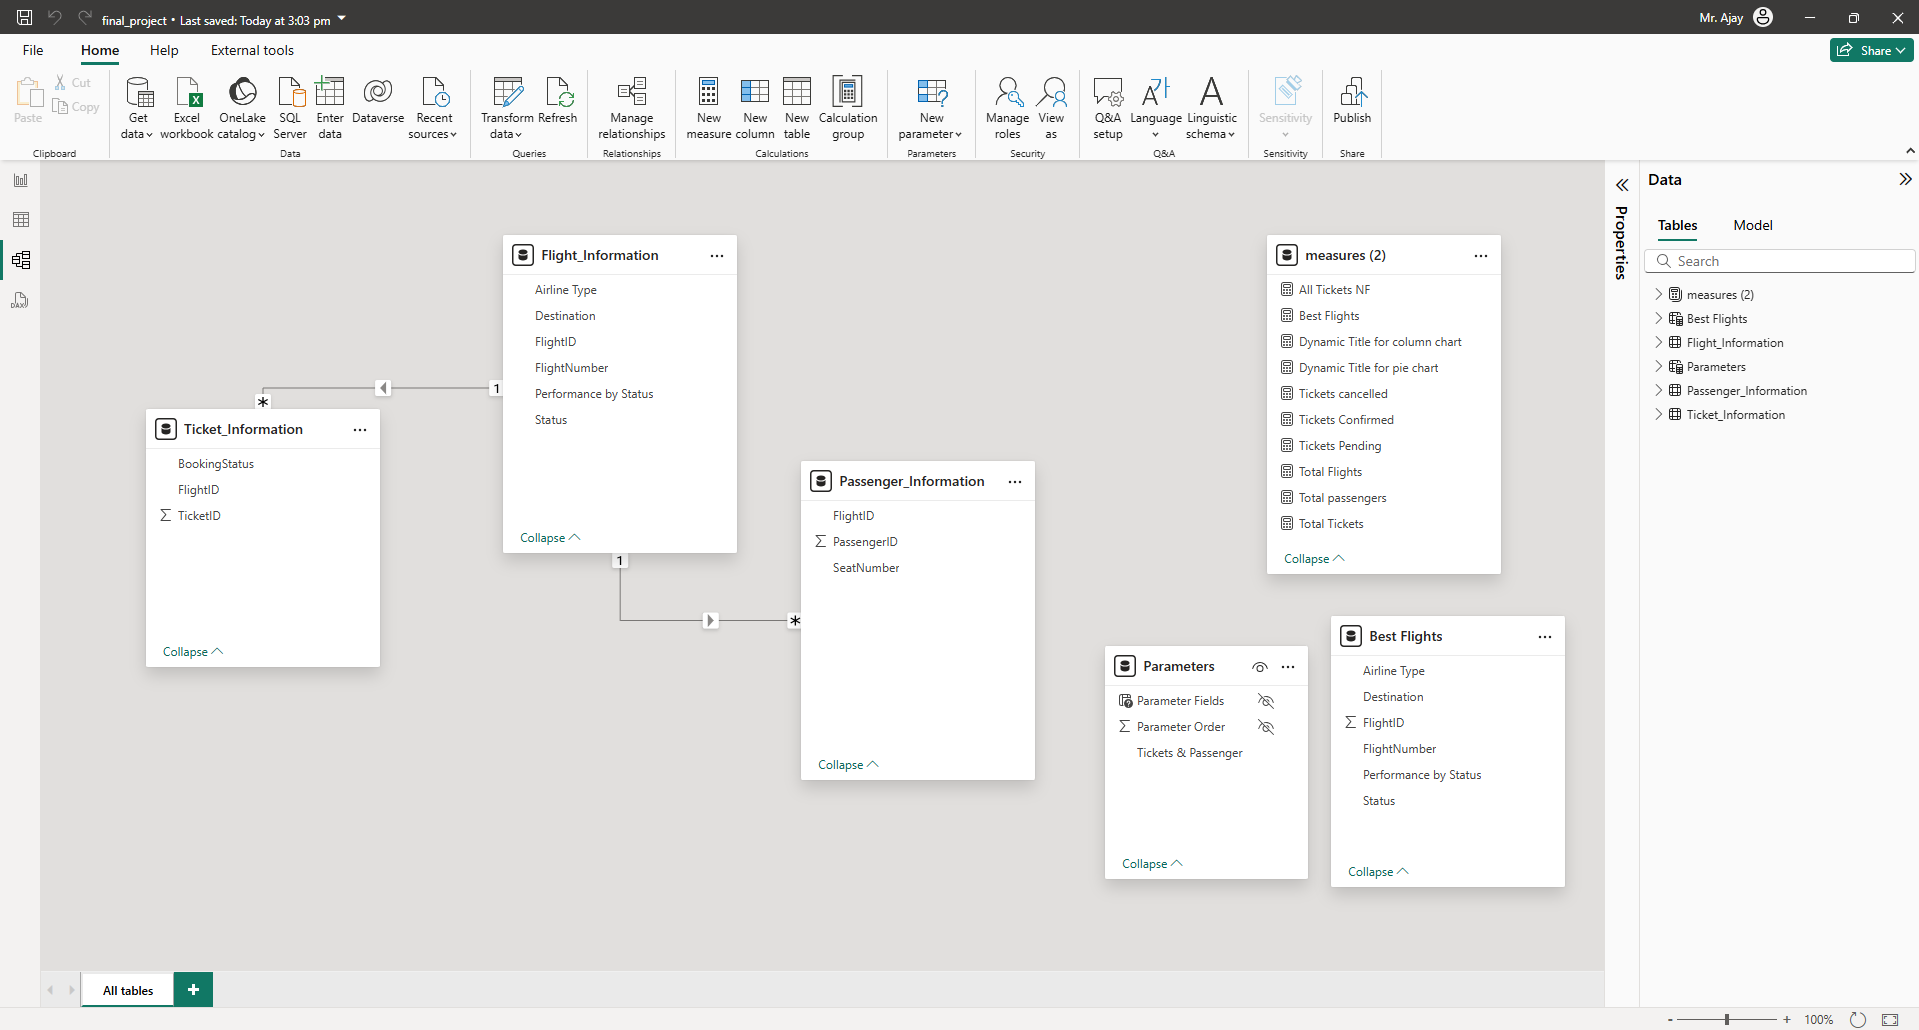 final_project • Last saved: Today at 3:03 pm
Mr. Ajay
File
Home
Help
External tools
Share
Paste
Cut
Copy
Clipboard
Get data
Excel workbook
OneLake catalog
SQL Server
Enter data
Dataverse
Recent sources
Data
Transform data
Refresh
Queries
Manage relationships
Relationships
New measure
New column
New table
Calculation group
Calculations
New parameter
Parameters
Manage roles
View as
Security
Q&A setup
Language
Linguistic schema
Q&A
Sensitivity
Sensitivity
Publish
Share
Flight_Information
Airline Type
Destination
FlightID
FlightNumber
Performance by Status
Status
Collapse
1
*
Ticket_Information
BookingStatus
FlightID
TicketID
Collapse
1
*
Passenger_Information
FlightID
PassengerID
SeatNumber
Collapse
measures (2)
All Tickets NF
Best Flights
Dynamic Title for column chart
Dynamic Title for pie chart
Tickets cancelled
Tickets Confirmed
Tickets Pending
Total Flights
Total passengers
Total Tickets
Collapse
Parameters
Parameter Fields
Parameter Order
Tickets & Passenger
Collapse
Best Flights
Airline Type
Destination
FlightID
FlightNumber
Performance by Status
Status
Collapse
Properties
Data
Tables
Model
Search
measures (2)
Best Flights
Flight_Information
Parameters
Passenger_Information
Ticket_Information
DAX
All tables
+
- + 100%